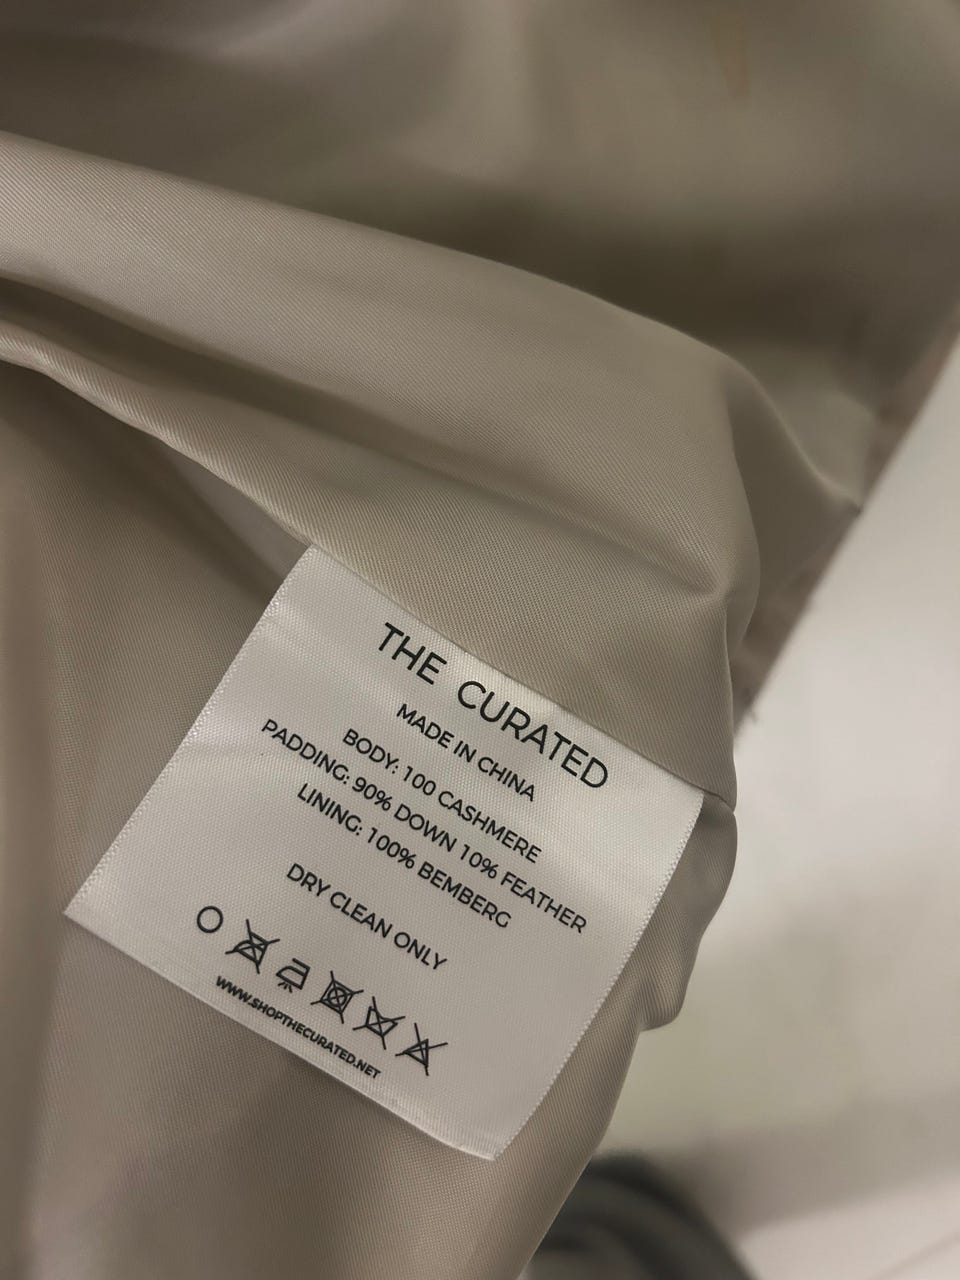 THE CURATED
MADE IN CHINA
BODY: 100 CASHMERE
PADDING: 90% DOWN 10% FEATHER
LINING: 100% BEMBERG
DRY CLEAN ONLY
WWW.SHOPTHECURATED.NET